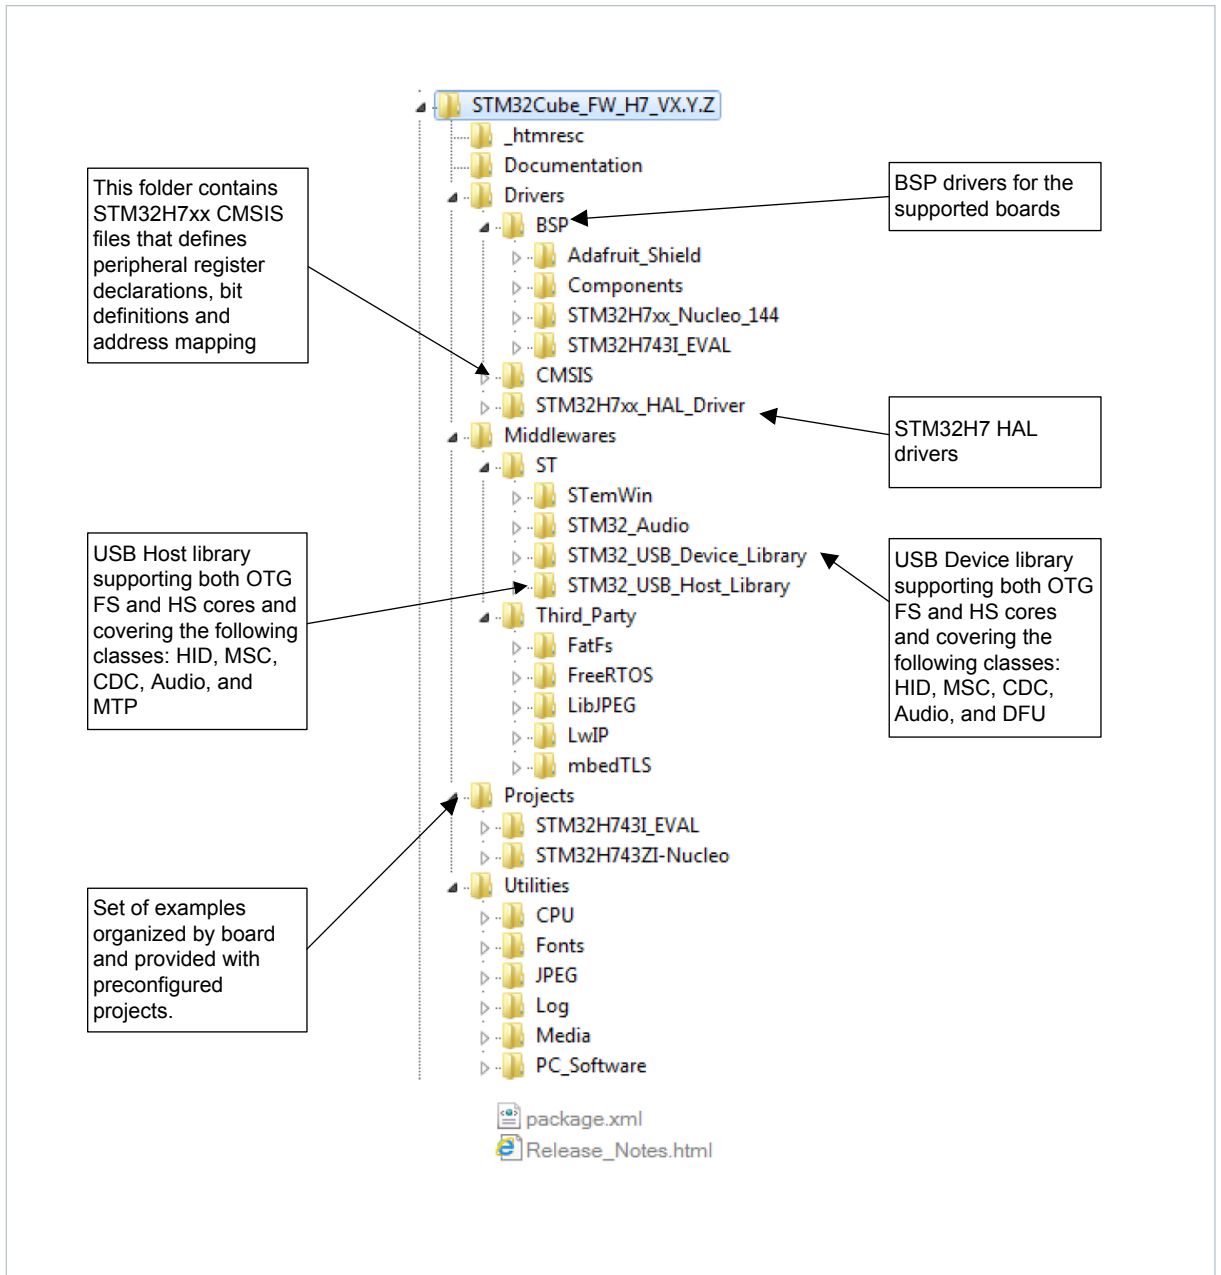 STM32Cube_FW_H7_VX.Y.Z
_htmresc
Documentation
Drivers
BSP
Adafruit_Shield
Components
STM32H7xx_Nucleo_144
STM32H743I_EVAL
CMSIS
STM32H7xx_HAL_Driver
Middlewares
ST
STemWin
STM32_Audio
STM32_USB_Device_Library
STM32_USB_Host_Library
Third_Party
FatFs
FreeRTOS
LibJPEG
LwIP
mbedTLS
Projects
STM32H743I_EVAL
STM32H743ZI-Nucleo
Utilities
CPU
Fonts
JPEG
Log
Media
PC_Software
package.xml
Release_Notes.html
This folder contains
STM32H7xx CMSIS
files that defines
peripheral register
declarations, bit
definitions and
address mapping
USB Host library
supporting both OTG
FS and HS cores and
covering the following
classes: HID, MSC,
CDC, Audio, and
MTP
Set of examples
organized by board
and provided with
preconfigured
projects.
BSP drivers for the
supported boards
STM32H7 HAL
drivers
USB Device library
supporting both OTG
FS and HS cores
and covering the
following classes:
HID, MSC, CDC,
Audio, and DFU